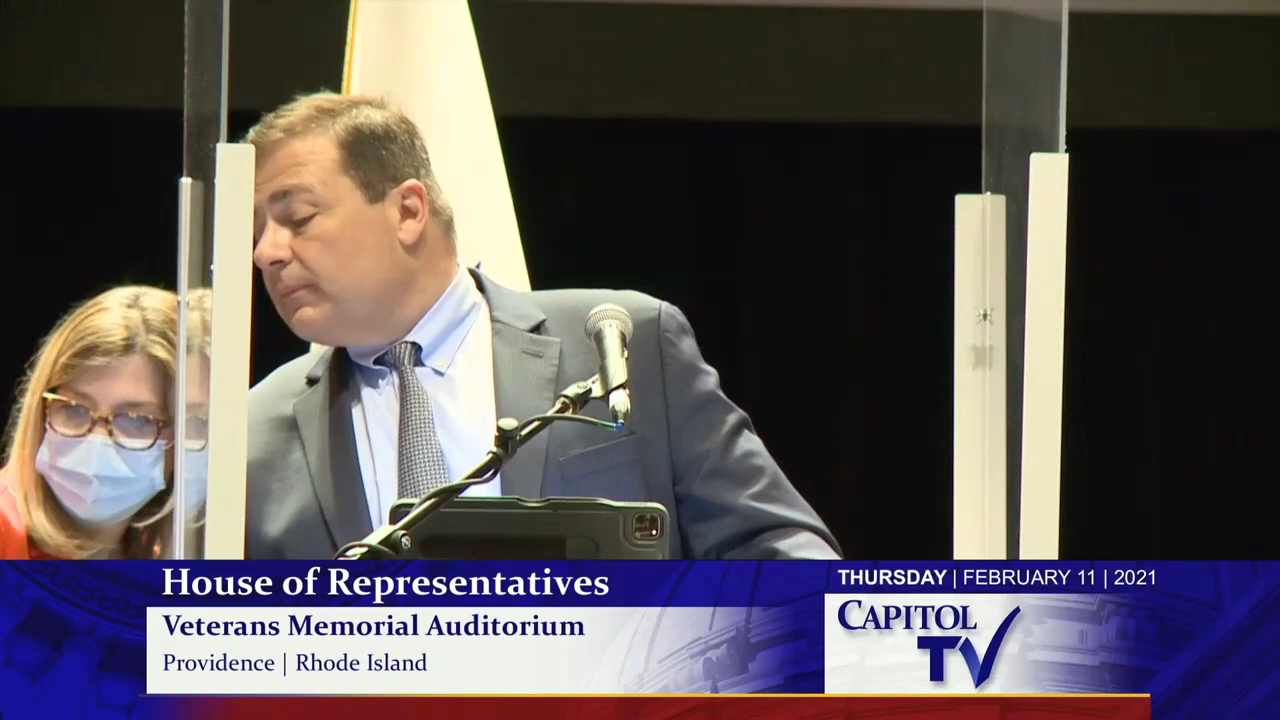 House of Representatives
Veterans Memorial Auditorium
Providence | Rhode Island
THURSDAY | FEBRUARY 11 | 2021
CAPITOL
TV